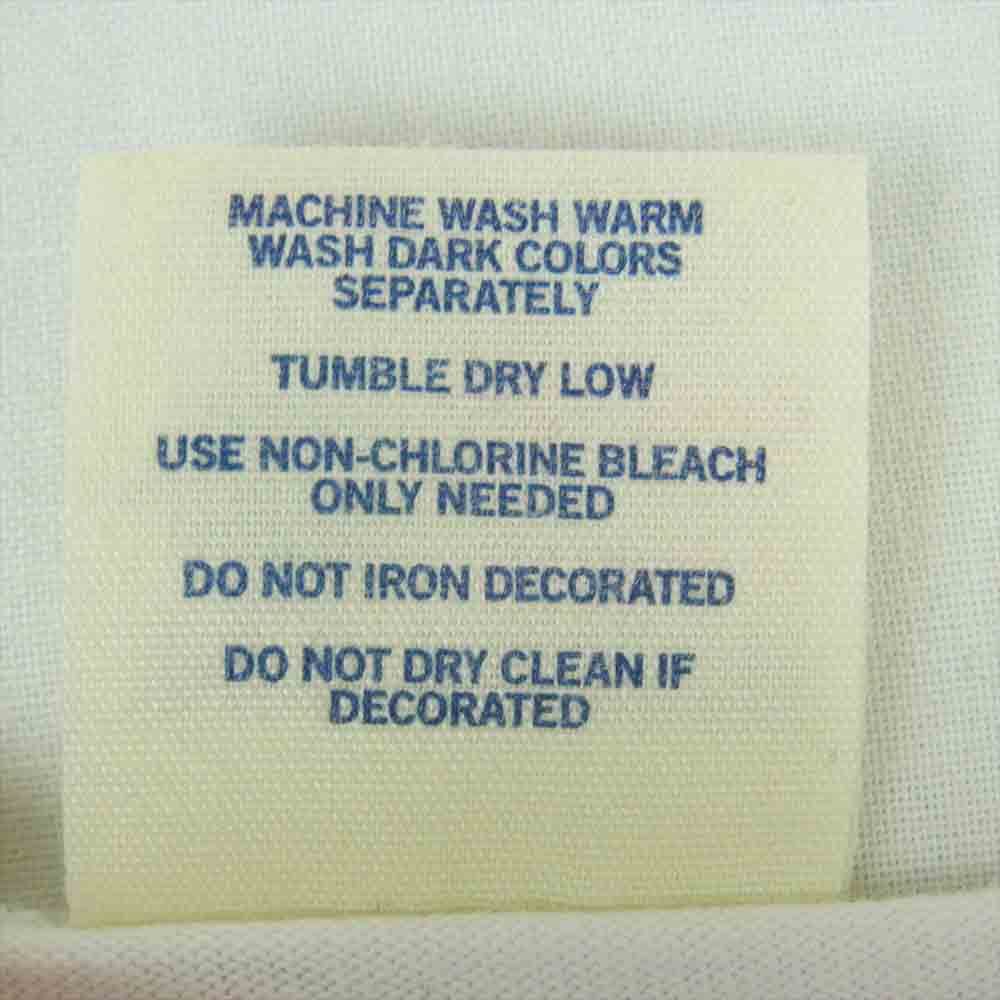 MACHINE WASH WARM
WASH DARK COLORS
SEPARATELY
TUMBLE DRY LOW
USE NON-CHLORINE BLEACH
ONLY NEEDED
DO NOT IRON DECORATED
DO NOT DRY CLEAN IF
DECORATED